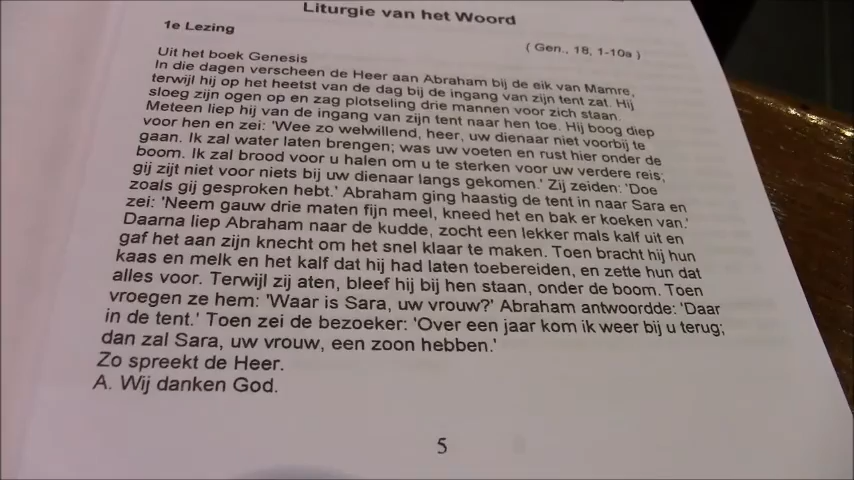 Liturgie van het Woord
1e Lezing
( Gen., 18, 1-10a )
Uit het boek Genesis
In die dagen verscheen de Heer aan Abraham bij de eik van Mamre,
terwijl hij op het heetst van de dag bij de ingang van zijn tent zat. Hij
sloeg zijn ogen op en zag plotseling drie mannen voor zich staan.
Meteen liep hij van de ingang van zijn tent naar hen toe. Hij boog diep
voor hen en zei: 'Wee zo welwillend, heer, uw dienaar niet voorbij te
gaan. Ik zal water laten brengen; was uw voeten en rust hier onder de
boom. Ik zal brood voor u halen om u te sterken voor uw verdere reis;
gij zijt niet voor niets bij uw dienaar langs gekomen.' Zij zeiden: 'Doe
zoals gij gesproken hebt.' Abraham ging haastig de tent in naar Sara en
zei: 'Neem gauw drie maten fijn meel, kneed het en bak er koeken van.'
Daarna liep Abraham naar de kudde, zocht een lekker mals kalf uit en
gaf het aan zijn knecht om het snel klaar te maken. Toen bracht hij hun
kaas en melk en het kalf dat hij had laten toebereiden, en zette hun dat
alles voor. Terwijl zij aten, bleef hij bij hen staan, onder de boom. Toen
vroegen ze hem: 'Waar is Sara, uw vrouw?' Abraham antwoordde: 'Daar
in de tent.' Toen zei de bezoeker: 'Over een jaar kom ik weer bij u terug;
dan zal Sara, uw vrouw, een zoon hebben.'
Zo spreekt de Heer.
A. Wij danken God.
5